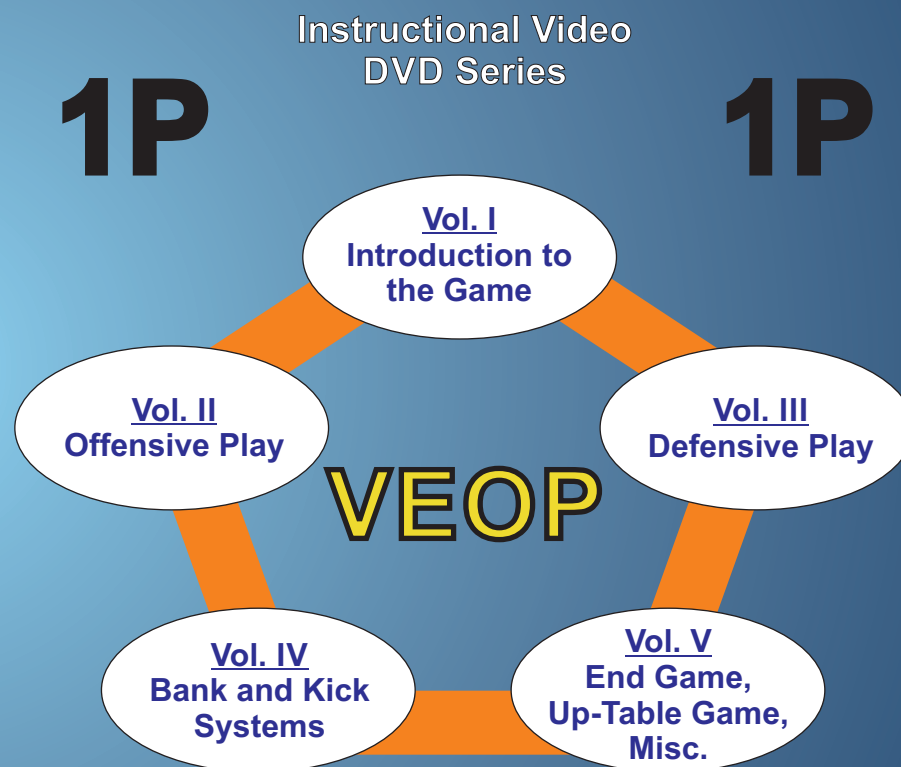 Instructional Video
DVD Series
1P
1P
Vol. I
Introduction to
the Game
Vol. II
Offensive Play
Vol. III
Defensive Play
VEOP
Vol. IV
Bank and Kick
Systems
Vol. V
End Game,
Up-Table Game,
Misc.